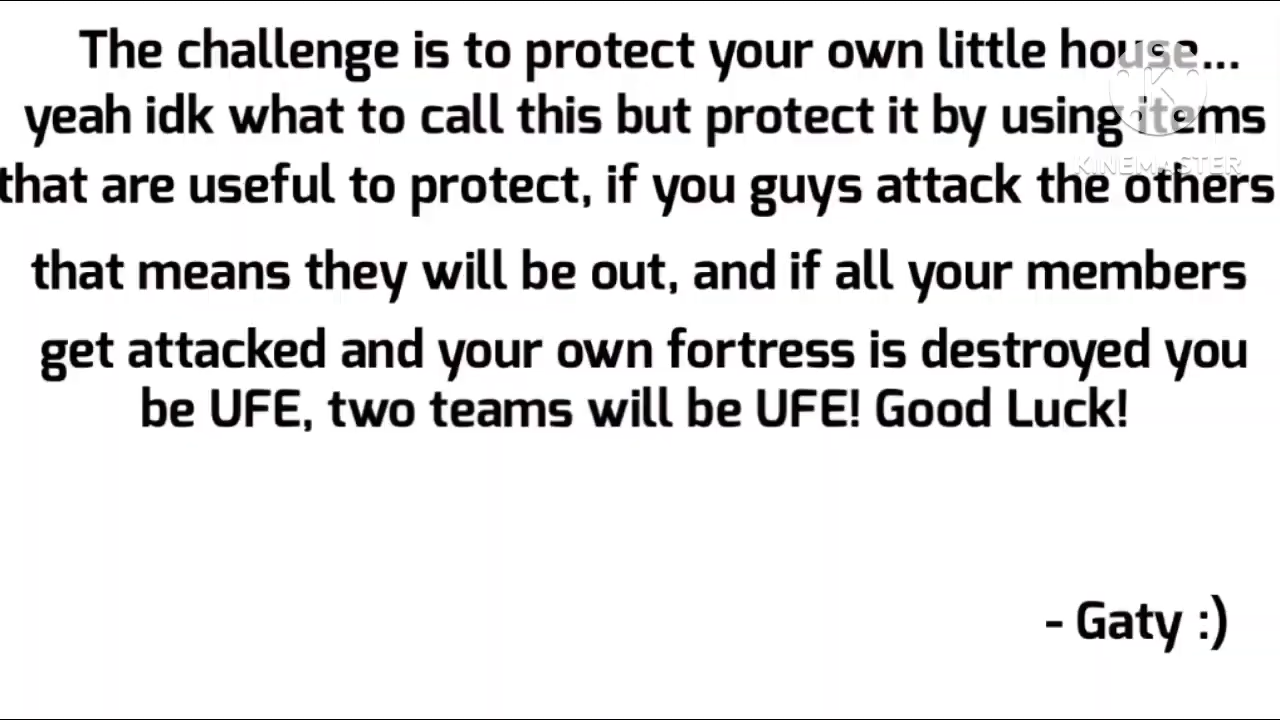 The challenge is to protect your own little house...
yeah idk what to call this but protect it by using items
that are useful to protect, if you guys attack the others
that means they will be out, and if all your members
get attacked and your own fortress is destroyed you
be UFE, two teams will be UFE! Good Luck!
- Gaty :)
KINEMASTER